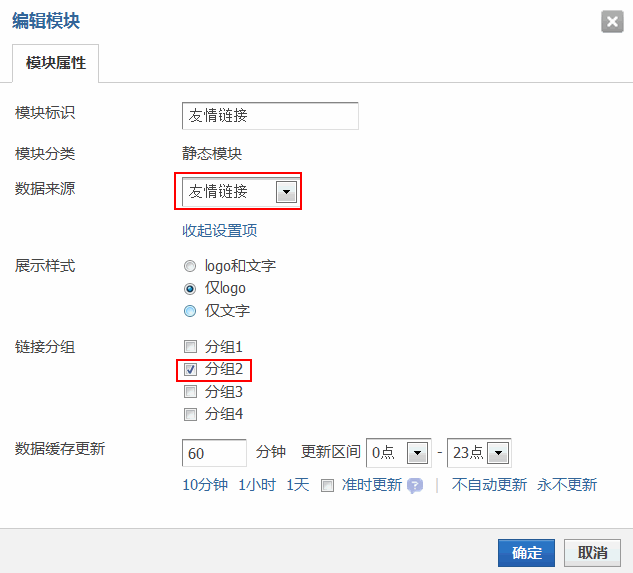 编辑模块
模块属性
模块标识 友情链接
模块分类 静态模块
数据来源 友情链接
收起设置项
展示样式 logo和文字
仅logo
仅文字
链接分组 分组1
分组2
分组3
分组4
数据缓存更新 60 分钟 更新区间 0点 - 23点
10分钟 1小时 1天 准时更新 ? | 不自动更新 永不更新
确定 取消